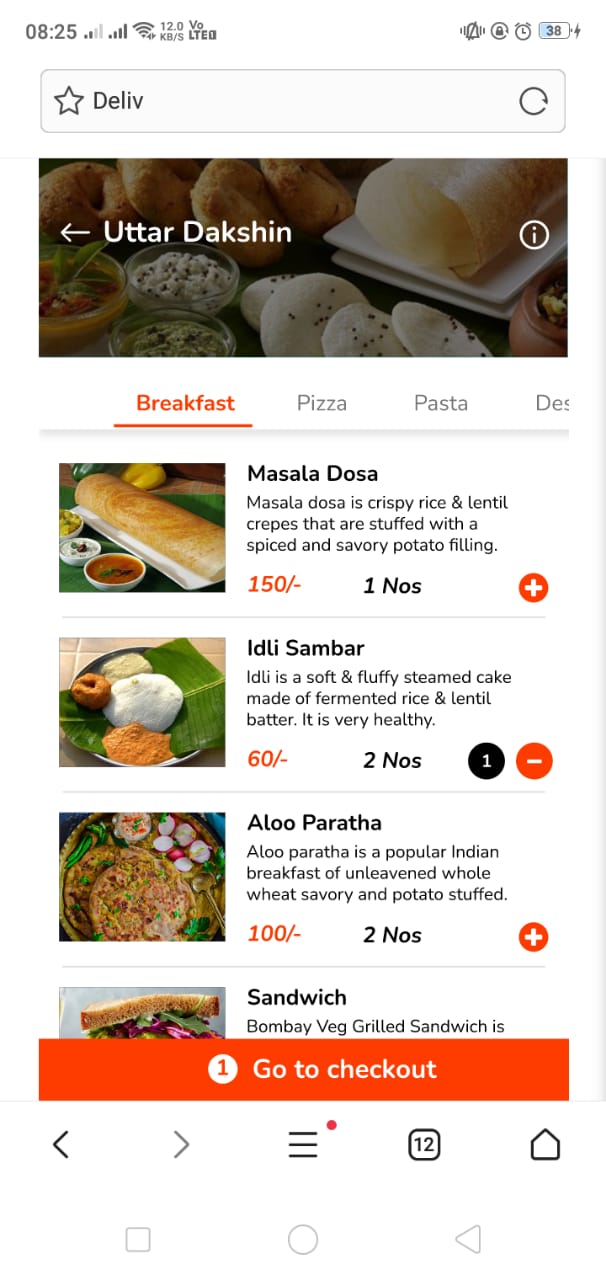 08:25 12.0 KB/S Vo LTE 38
Deliv
Uttar Dakshin
Breakfast Pizza Pasta Des
Masala Dosa
Masala dosa is crispy rice & lentil
crepes that are stuffed with a
spiced and savory potato filling.
150/- 1 Nos
Idli Sambar
Idli is a soft & fluffy steamed cake
made of fermented rice & lentil
batter. It is very healthy.
60/- 2 Nos 1
Aloo Paratha
Aloo paratha is a popular Indian
breakfast of unleavened whole
wheat savory and potato stuffed.
100/- 2 Nos
Sandwich
Bombay Veg Grilled Sandwich is
1 Go to checkout
12